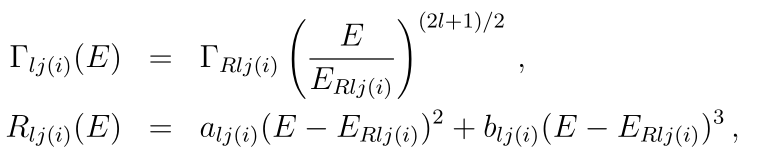 Γ_{lj(i)}(E) = Γ_{Rlj(i)} (E / E_{Rlj(i)})^{(2l+1)/2} ,
R_{lj(i)}(E) = a_{lj(i)}(E − E_{Rlj(i)})^2 + b_{lj(i)}(E − E_{Rlj(i)})^3 ,